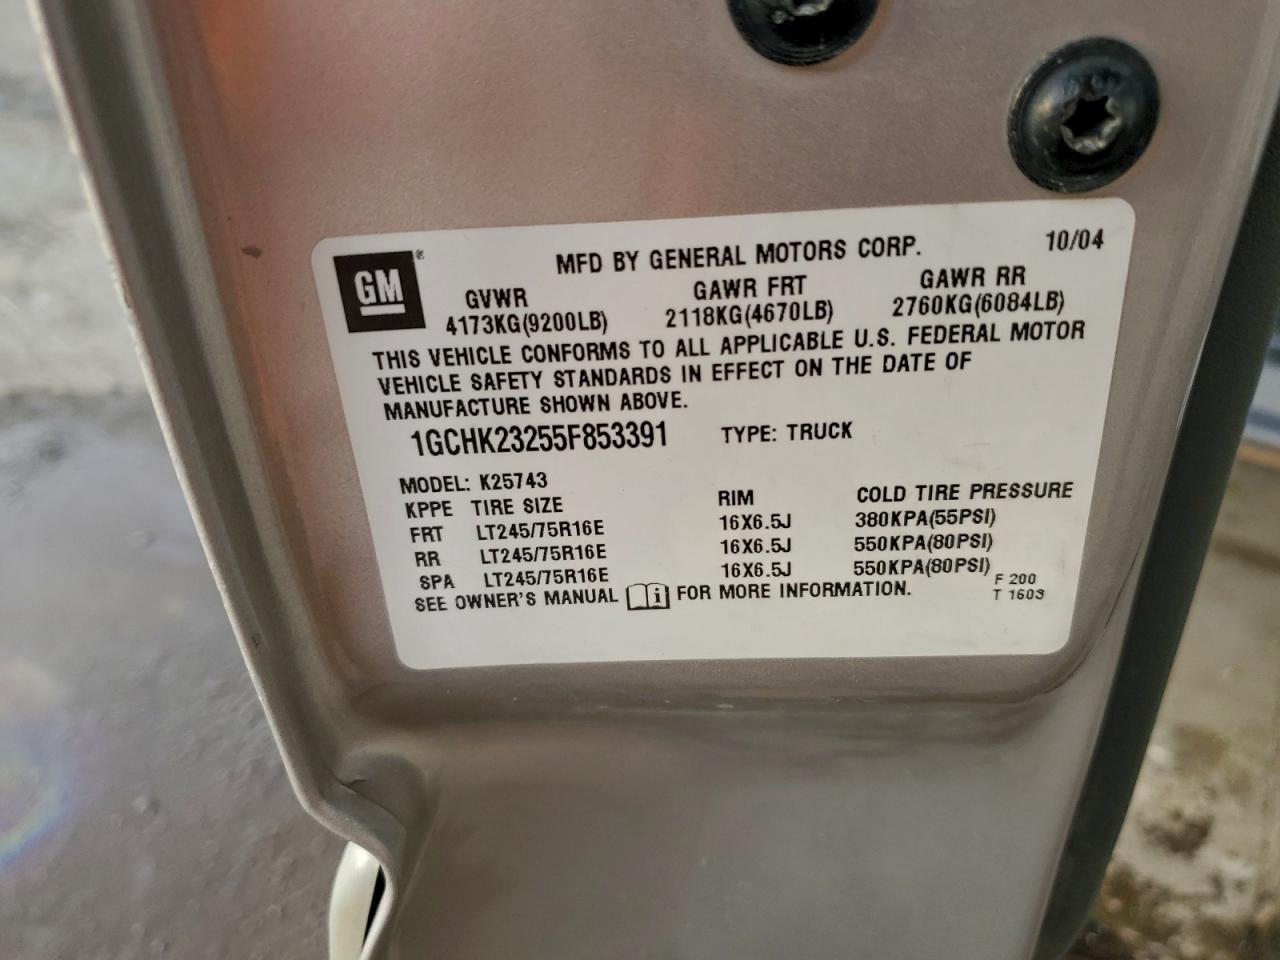 GM®
MFD BY GENERAL MOTORS CORP. 10/04
GVWR GAWR FRT GAWR RR
4173KG(9200LB) 2118KG(4670LB) 2760KG(6084LB)
THIS VEHICLE CONFORMS TO ALL APPLICABLE U.S. FEDERAL MOTOR
VEHICLE SAFETY STANDARDS IN EFFECT ON THE DATE OF
MANUFACTURE SHOWN ABOVE.
1GCHK23255F853391 TYPE: TRUCK
MODEL: K25743
KPPE TIRE SIZE RIM COLD TIRE PRESSURE
FRT LT245/75R16E 16X6.5J 380KPA(55PSI)
RR LT245/75R16E 16X6.5J 550KPA(80PSI)
SPA LT245/75R16E 16X6.5J 550KPA(80PSI)
SEE OWNER'S MANUAL i FOR MORE INFORMATION.
F 200
T 1603